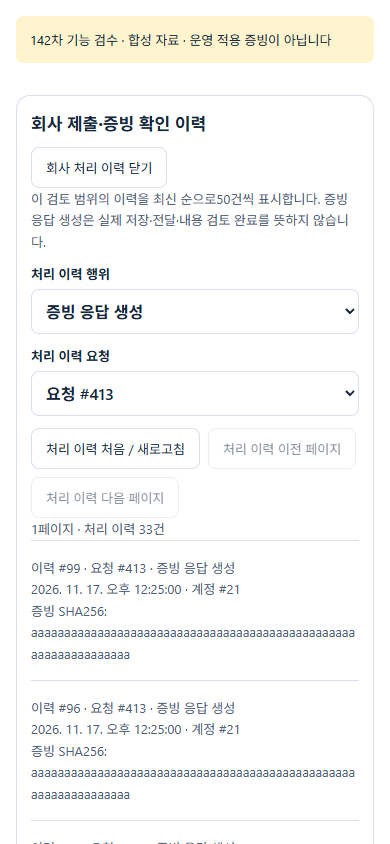 142차 기능 검수 · 합성 자료 · 운영 적용 증빙이 아닙니다
회사 제출·증빙 확인 이력
회사 처리 이력 닫기
이 검토 범위의 이력을 최신 순으로50건씩 표시합니다. 증빙
응답 생성은 실제 저장·전달·내용 검토 완료를 뜻하지 않습니
다.
처리 이력 행위
증빙 응답 생성
처리 이력 요청
요청 #413
처리 이력 처음 / 새로고침
처리 이력 이전 페이지
처리 이력 다음 페이지
1페이지 · 처리 이력 33건
이력 #99 · 요청 #413 · 증빙 응답 생성
2026. 11. 17. 오후 12:25:00 · 계정 #21
증빙 SHA256:
aaaaaaaaaaaaaaaaaaaaaaaaaaaaaaaaaaaaaaaaaaaaaaaaa
aaaaaaaaaaaaaaa
이력 #96 · 요청 #413 · 증빙 응답 생성
2026. 11. 17. 오후 12:25:00 · 계정 #21
증빙 SHA256:
aaaaaaaaaaaaaaaaaaaaaaaaaaaaaaaaaaaaaaaaaaaaaaaaa
aaaaaaaaaaaaaaa